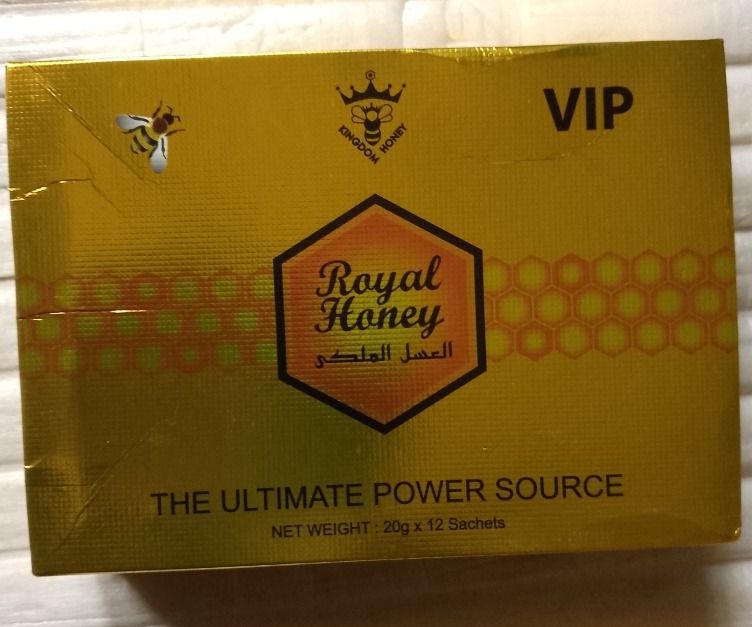 KINGDOM HONEY
VIP
Royal
Honey
العسل الملكي
THE ULTIMATE POWER SOURCE
NET WEIGHT : 20g x 12 Sachets